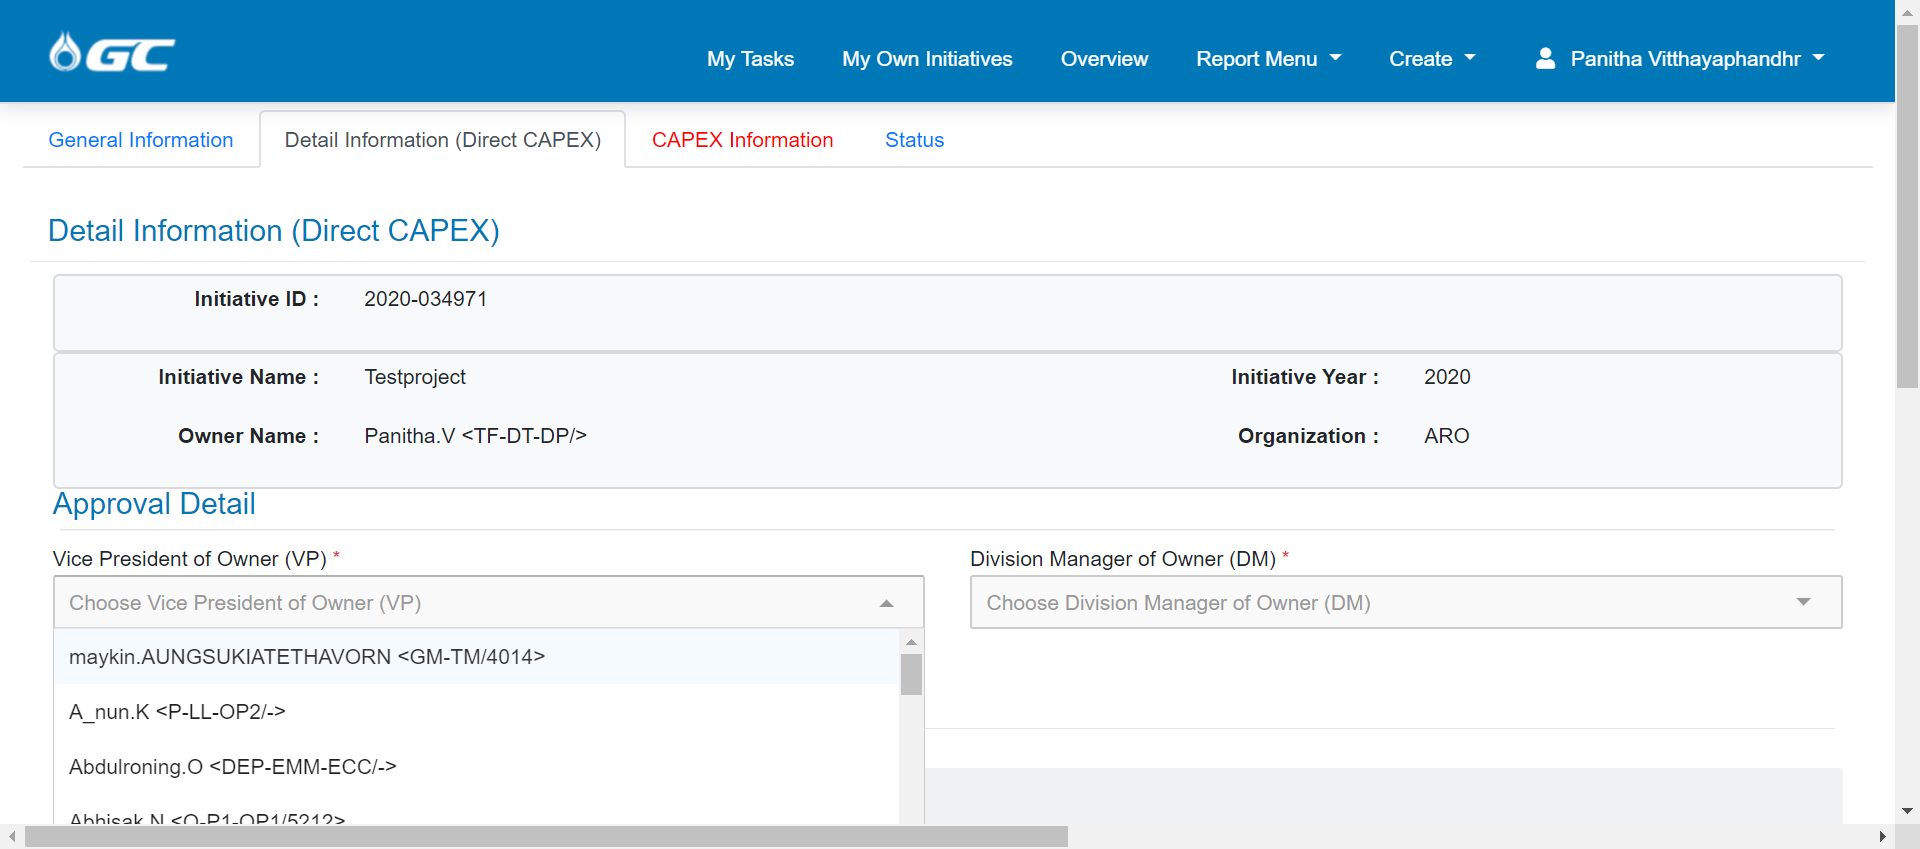 GC
My Tasks My Own Initiatives Overview Report Menu Create Panitha Vitthayaphandhr
General Information Detail Information (Direct CAPEX) CAPEX Information Status
Detail Information (Direct CAPEX)
Initiative ID : 2020-034971
Initiative Name : Testproject Initiative Year : 2020
Owner Name : Panitha.V <TF-DT-DP/> Organization : ARO
Approval Detail
Vice President of Owner (VP) * Division Manager of Owner (DM) *
Choose Vice President of Owner (VP) Choose Division Manager of Owner (DM)
maykin.AUNGSUKIATETHAVORN <GM-TM/4014>
A_nun.K <P-LL-OP2/->
Abdulroning.O <DEP-EMM-ECC/->
Abhisak.N <O-P1-OP1/5212>